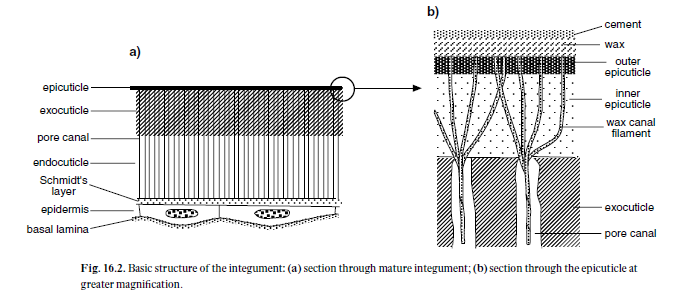 a)
epicuticle
exocuticle
pore canal
endocuticle
Schmidt's
layer
epidermis
basal lamina
b)
cement
wax
outer
epicuticle
inner
epicuticle
wax canal
filament
exocuticle
pore canal
Fig. 16.2. Basic structure of the integument: (a) section through mature integument; (b) section through the epicuticle at
greater magnification.